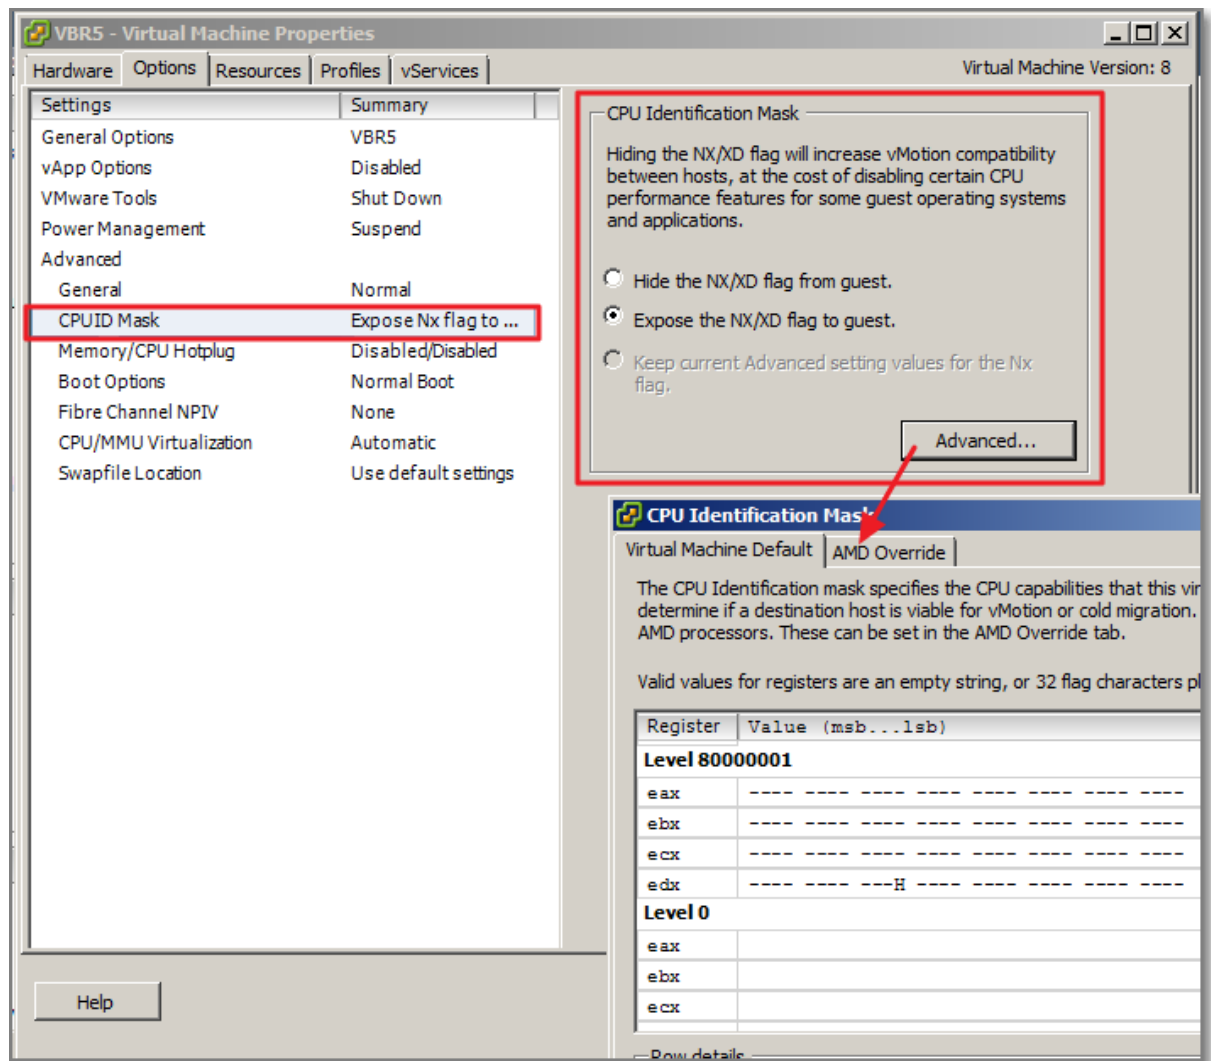 VBR5 - Virtual Machine Properties
Hardware Options Resources Profiles vServices Virtual Machine Version: 8
Settings Summary
General Options VBR5
vApp Options Disabled
VMware Tools Shut Down
Power Management Suspend
Advanced
General Normal
CPUID Mask Expose Nx flag to ...
Memory/CPU Hotplug Disabled/Disabled
Boot Options Normal Boot
Fibre Channel NPIV None
CPU/MMU Virtualization Automatic
Swapfile Location Use default settings
CPU Identification Mask
Hiding the NX/XD flag will increase vMotion compatibility
between hosts, at the cost of disabling certain CPU
performance features for some guest operating systems
and applications.
Hide the NX/XD flag from guest.
Expose the NX/XD flag to guest.
Keep current Advanced setting values for the Nx
flag.
Advanced...
CPU Identification Mask
Virtual Machine Default AMD Override
The CPU Identification mask specifies the CPU capabilities that this vir
determine if a destination host is viable for vMotion or cold migration.
AMD processors. These can be set in the AMD Override tab.
Valid values for registers are an empty string, or 32 flag characters pl
Register Value (msb...lsb)
Level 80000001
eax ---- ---- ---- ---- ---- ---- ---- ----
ebx ---- ---- ---- ---- ---- ---- ---- ----
ecx ---- ---- ---- ---- ---- ---- ---- ----
edx ---- ---- ---H ---- ---- ---- ---- ----
Level 0
eax
ebx
ecx
Row details
Help